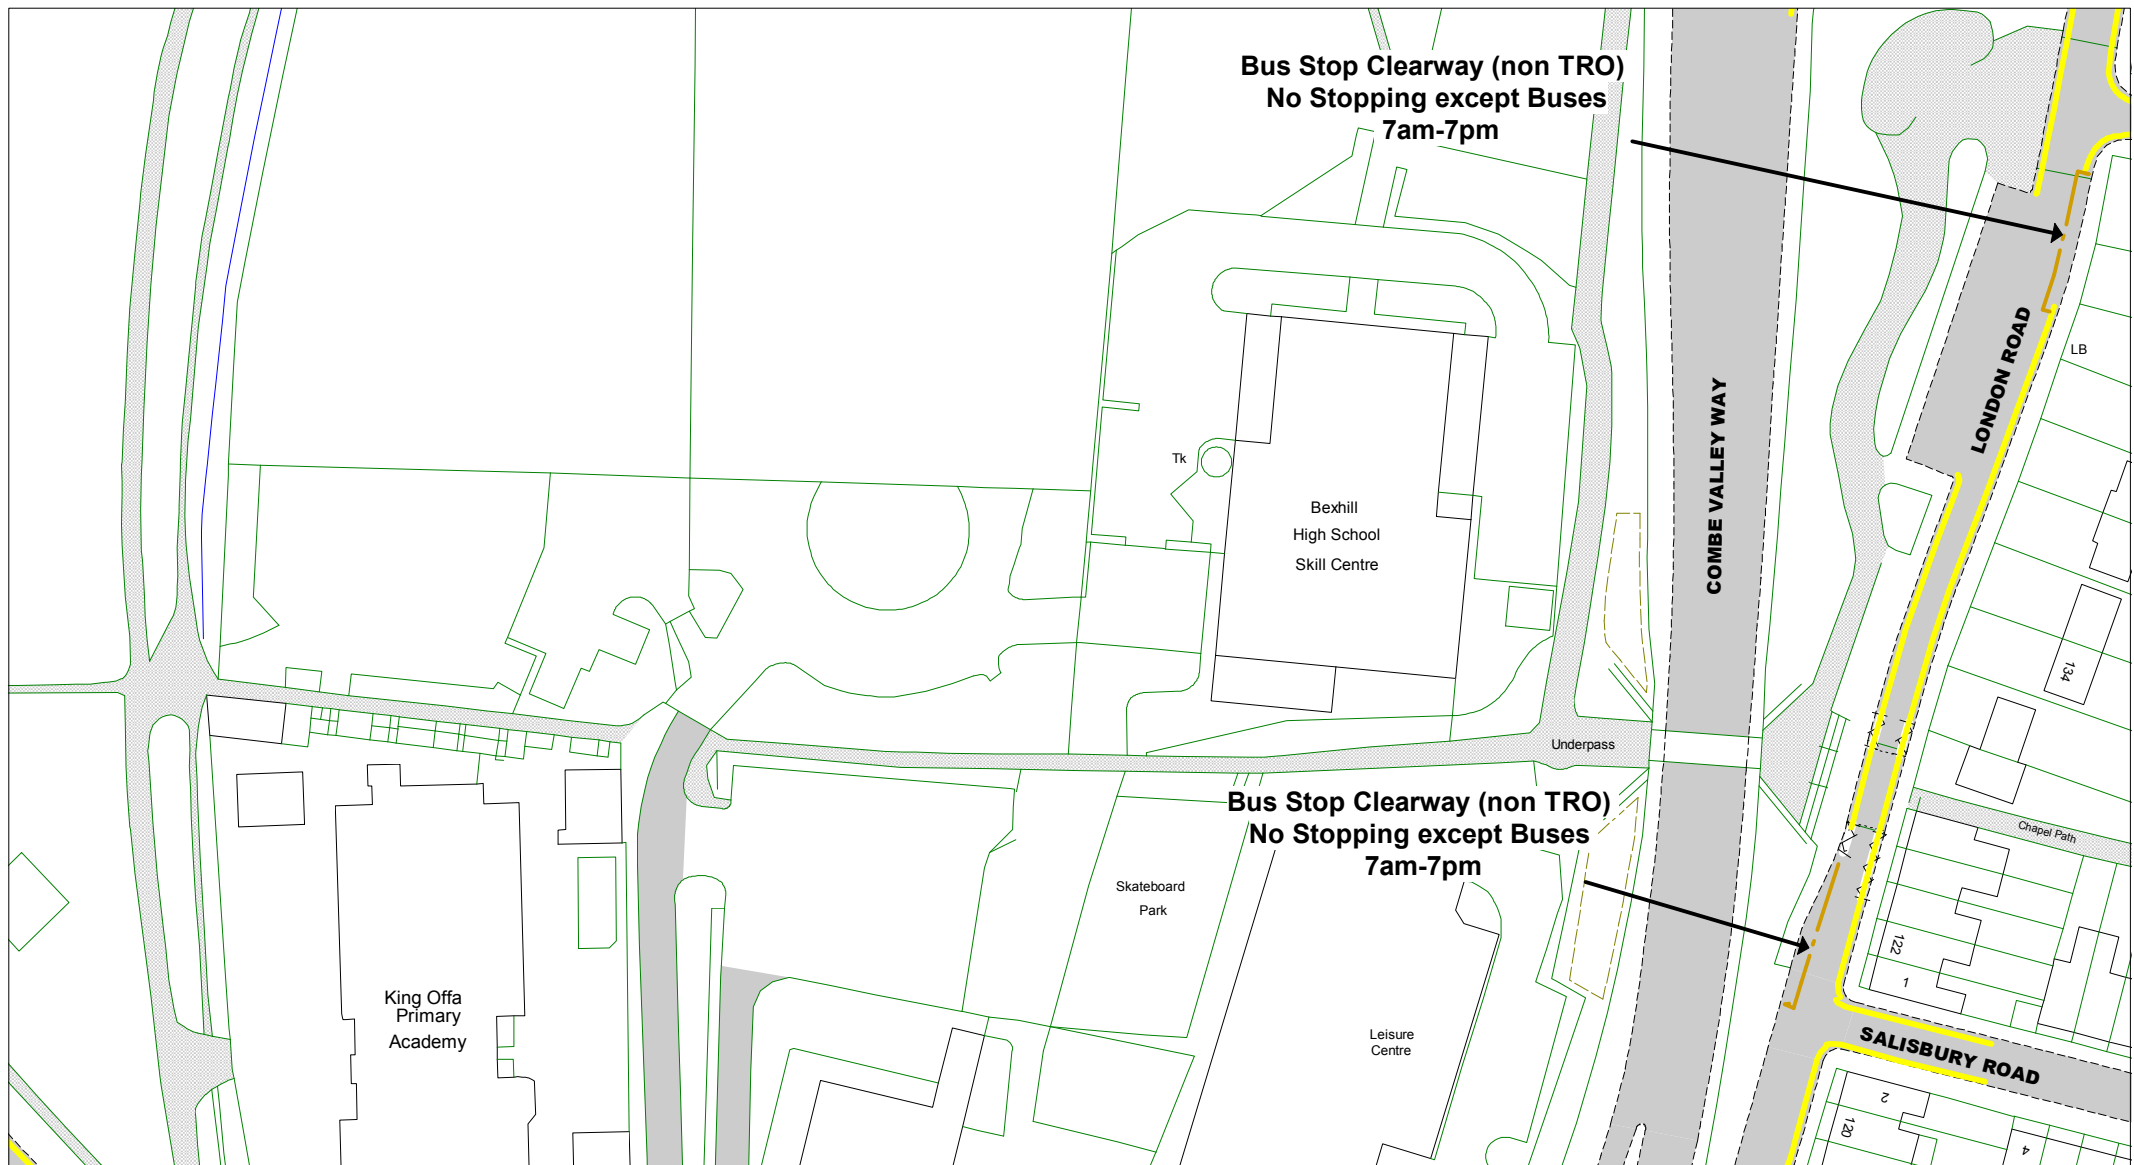 Bus Stop Clearway (non TRO)
No Stopping except Buses
7am-7pm
LONDON ROAD
LB
COMBE VALLEY WAY
Tk
Bexhill
High School
Skill Centre
134
Underpass
Bus Stop Clearway (non TRO)
No Stopping except Buses
7am-7pm
Chapel Path
Skateboard
Park
122
1
King Offa
Primary
Academy
Leisure
Centre
SALISBURY ROAD
2
120
4